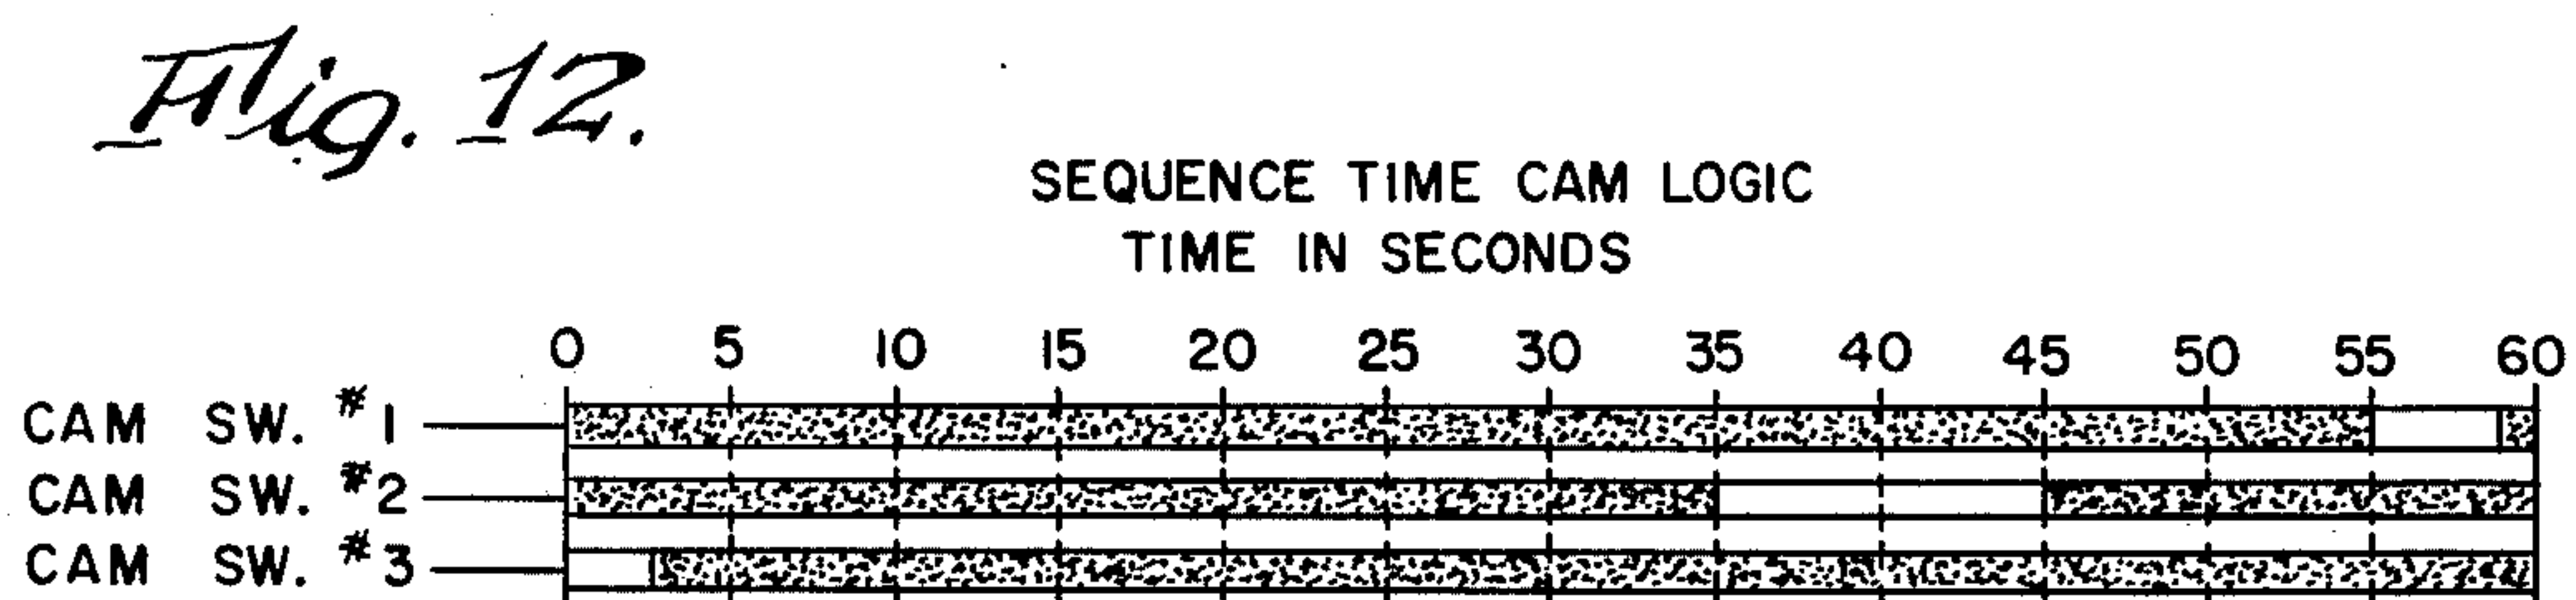 Fig. 12.
SEQUENCE TIME CAM LOGIC
TIME IN SECONDS
0 5 10 15 20 25 30 35 40 45 50 55 60
CAM SW. #1
CAM SW. #2
CAM SW. #3